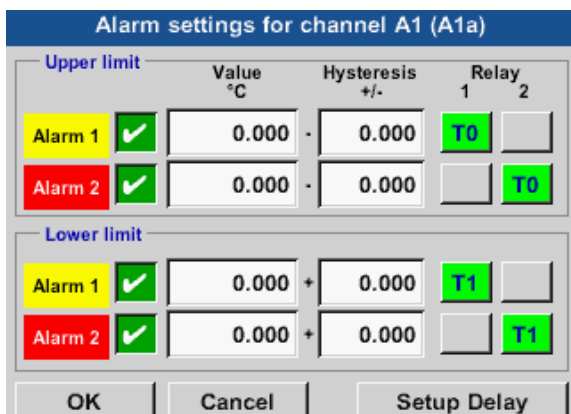 Alarm settings for channel A1 (A1a)
Upper limit Value Hysteresis Relay
°C +/- 1 2
Alarm 1 ✔ 0.000 - 0.000 T0
Alarm 2 ✔ 0.000 - 0.000 T0
Lower limit
Alarm 1 ✔ 0.000 + 0.000 T1
Alarm 2 ✔ 0.000 + 0.000 T1
OK Cancel Setup Delay